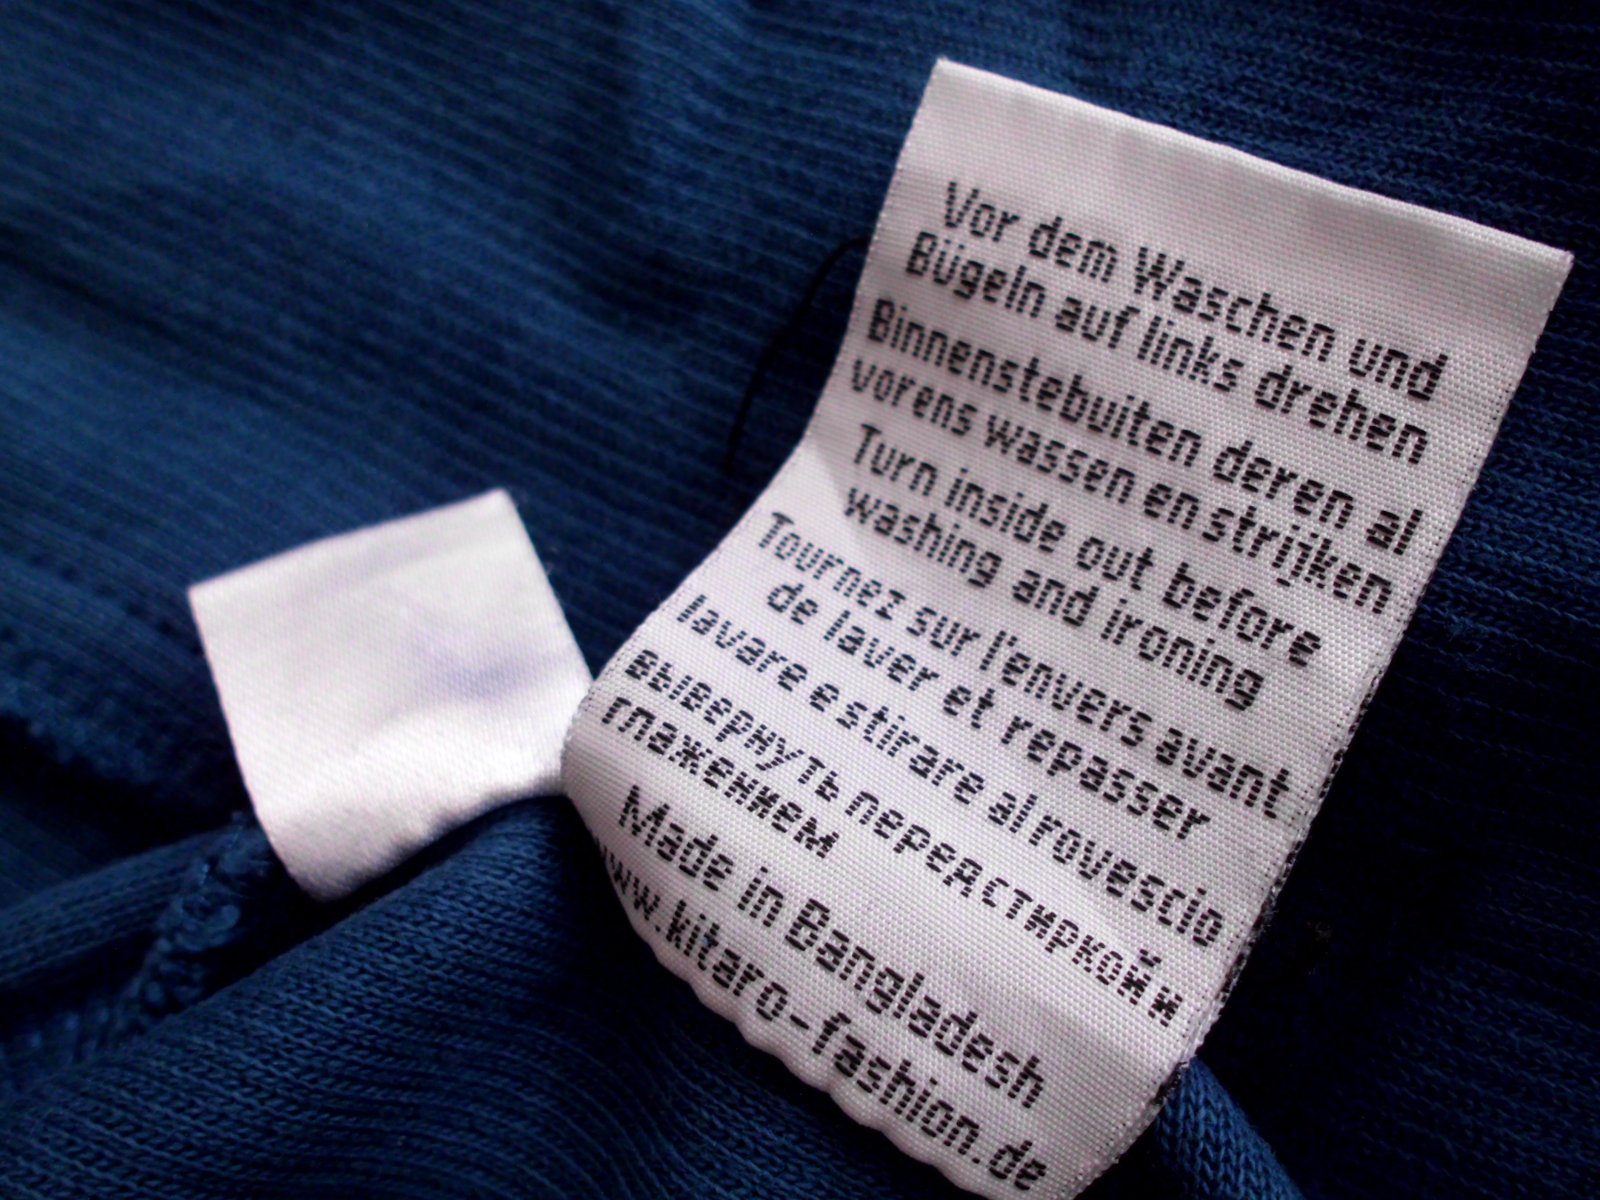 Vor dem Waschen und
Bügeln auf links drehen
Binnenstebuiten deren al
vorens wassen en strijken
Turn inside out before
washing and ironing
Tournez sur l'envers avant
de laver et repasser
lavare e stirare al rovescio
вывернуть перед стиркой и
глажением
Made in Bangladesh
www.kitaro-fashion.de